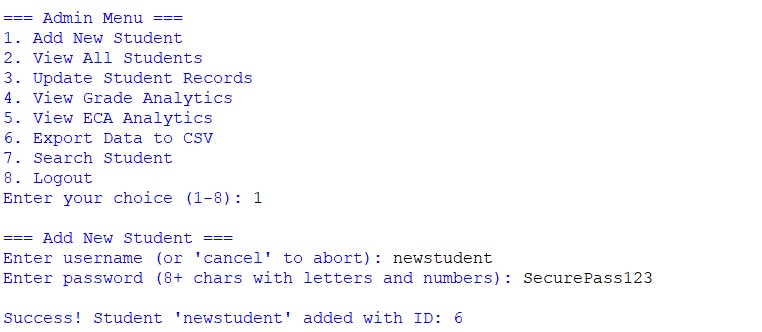 === Admin Menu ===
1. Add New Student
2. View All Students
3. Update Student Records
4. View Grade Analytics
5. View ECA Analytics
6. Export Data to CSV
7. Search Student
8. Logout
Enter your choice (1-8): 1
=== Add New Student ===
Enter username (or 'cancel' to abort): newstudent
Enter password (8+ chars with letters and numbers): SecurePass123
Success! Student 'newstudent' added with ID: 6